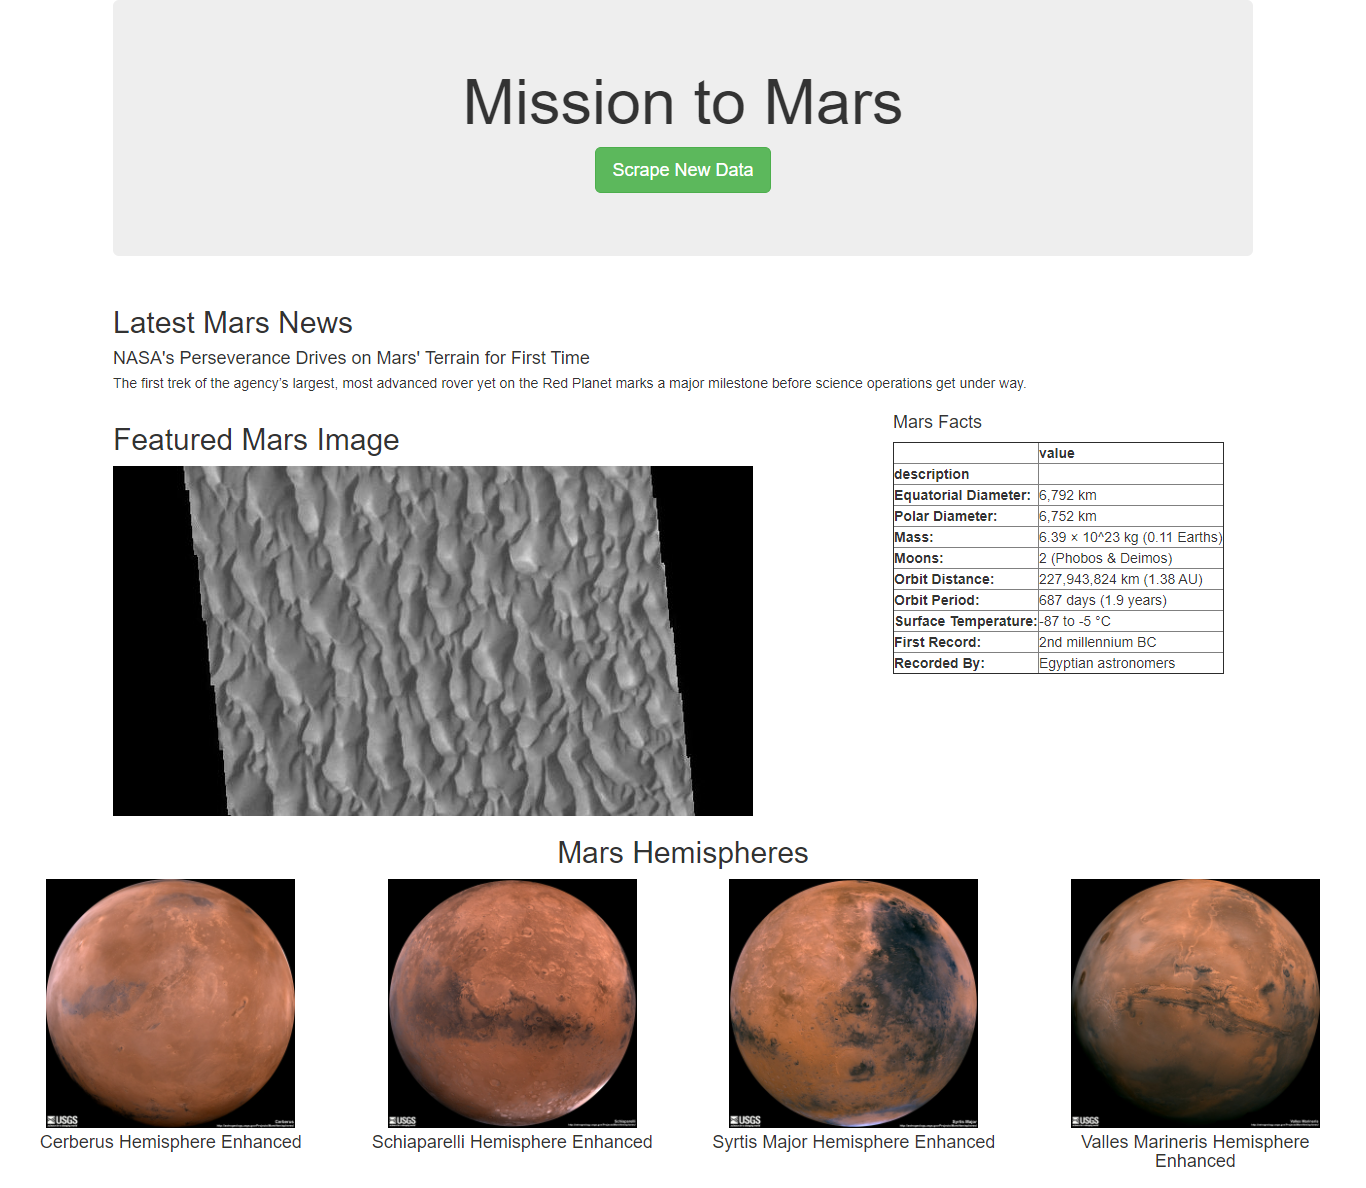 Mission to Mars
Scrape New Data
Latest Mars News
NASA's Perseverance Drives on Mars' Terrain for First Time
The first trek of the agency’s largest, most advanced rover yet on the Red Planet marks a major milestone before science operations get under way.
Featured Mars Image
Mars Facts
value
description
Equatorial Diameter: 6,792 km
Polar Diameter: 6,752 km
Mass: 6.39 × 10^23 kg (0.11 Earths)
Moons: 2 (Phobos & Deimos)
Orbit Distance: 227,943,824 km (1.38 AU)
Orbit Period: 687 days (1.9 years)
Surface Temperature: -87 to -5 °C
First Record: 2nd millennium BC
Recorded By: Egyptian astronomers
Mars Hemispheres
USGS Cerberus
USGS Schiaparelli
USGS Syrtis Major
USGS Valles Marineris
Cerberus Hemisphere Enhanced
Schiaparelli Hemisphere Enhanced
Syrtis Major Hemisphere Enhanced
Valles Marineris Hemisphere
Enhanced